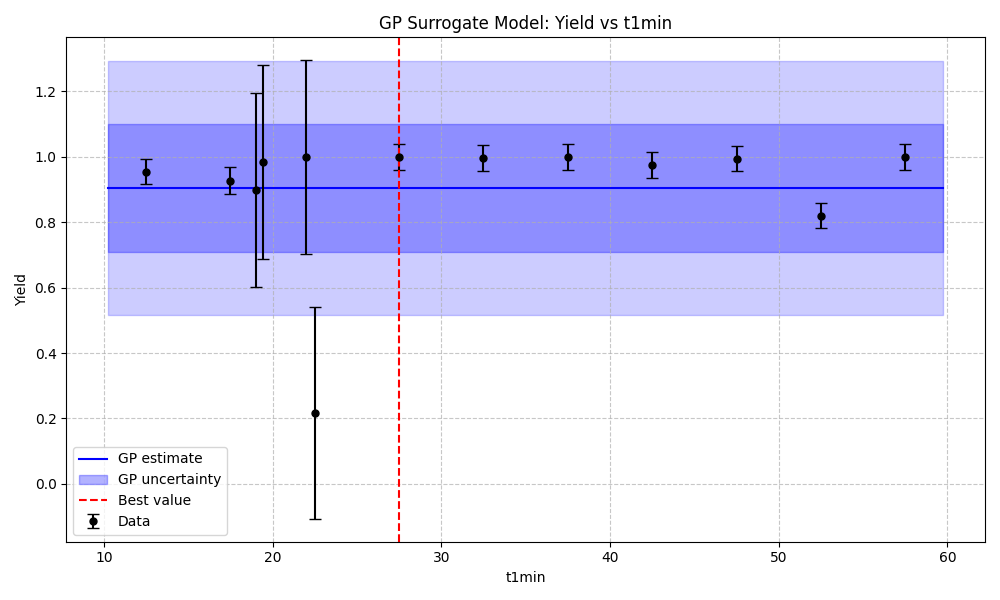 GP Surrogate Model: Yield vs t1min
Yield
1.2
1.0
0.8
0.6
0.4
0.2
0.0
GP estimate
GP uncertainty
Best value
Data
10
20
30
40
50
60
t1min